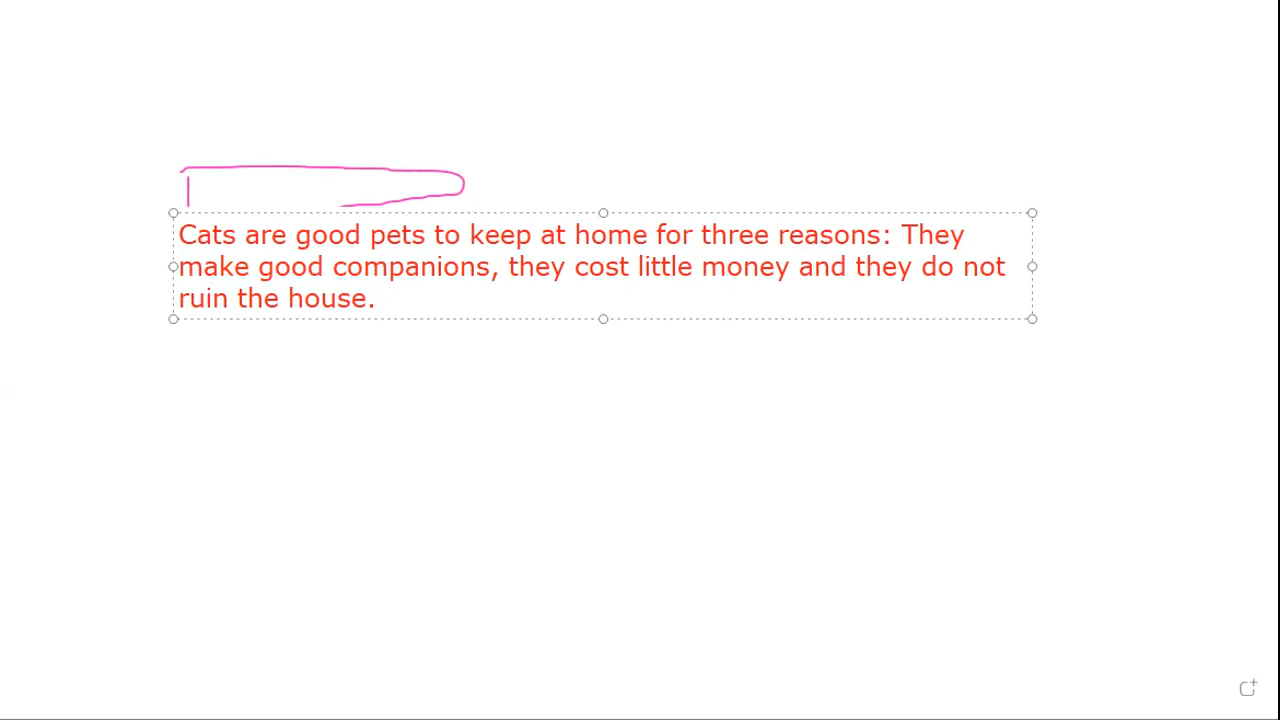 Cats are good pets to keep at home for three reasons: They
make good companions, they cost little money and they do not
ruin the house.